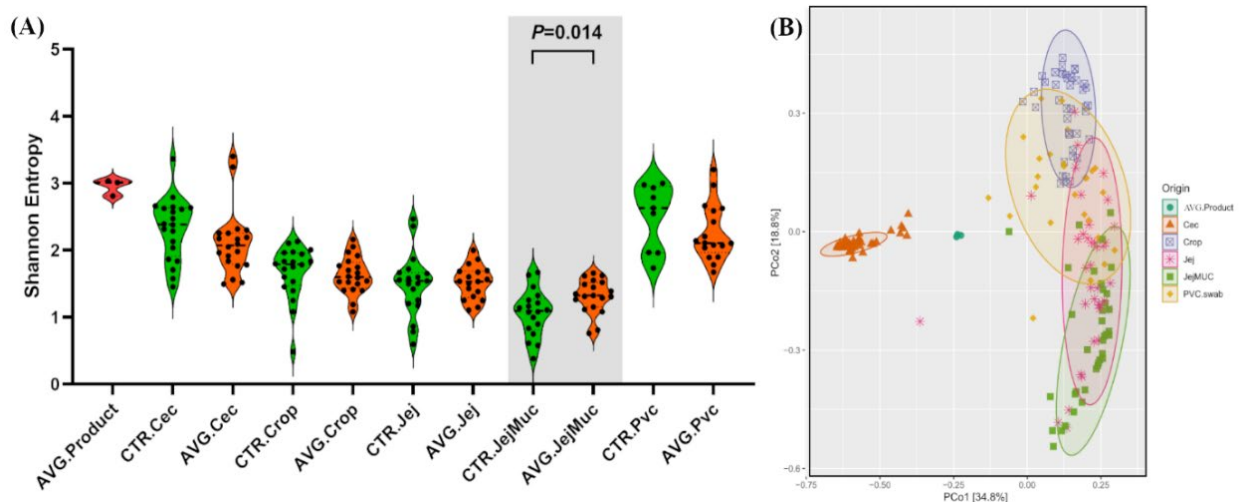 (A)
P=0.014
Shannon Entropy
5
4
3
2
1
0
AVG.Product
CTR.Cec
AVG.Cec
CTR.Crop
AVG.Crop
CTR.Jej
AVG.Jej
CTR.JejMuc
AVG.JejMuc
CTR.Pvc
AVG.Pvc
(B)
PCo2 [18.8%]
0.3
0.0
-0.3
-0.6
-0.75
-0.50
-0.25
0.00
0.25
PCo1 [34.8%]
Origin
AVG.Product
Cec
Crop
Jej
JejMUC
PVC.swab